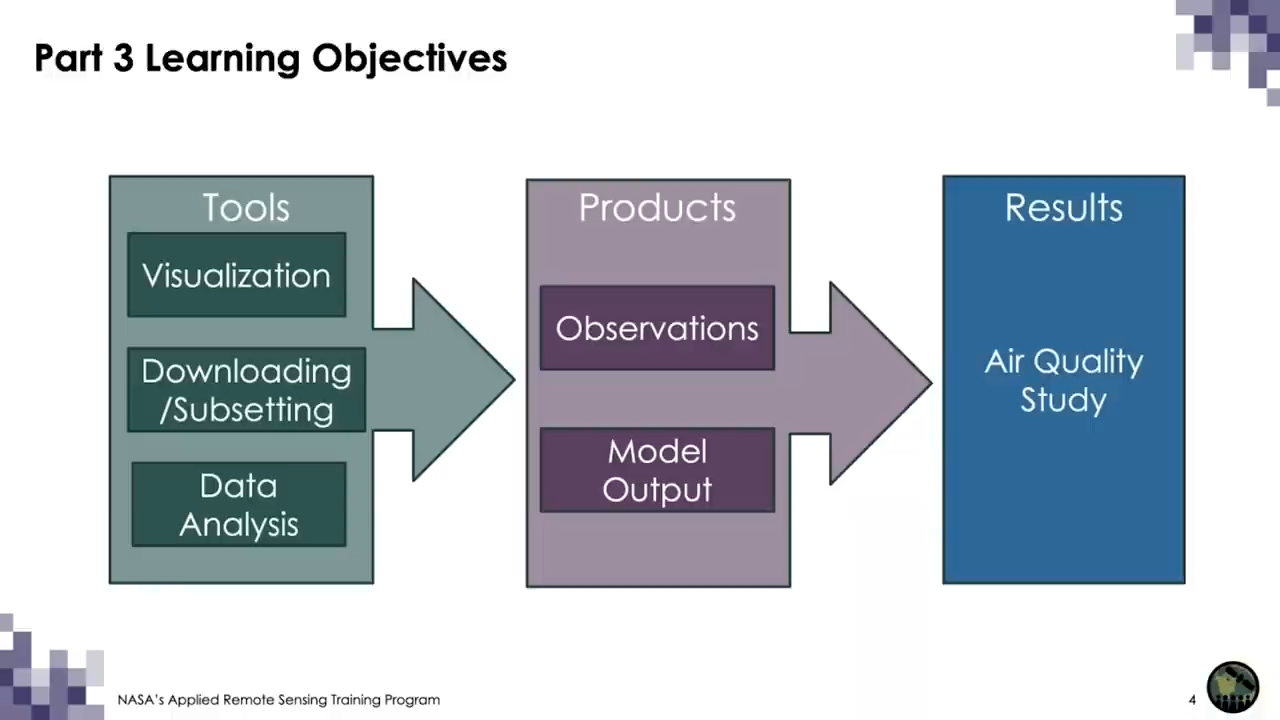 Part 3 Learning Objectives
Tools
Visualization
Downloading
/Subsetting
Data
Analysis
Products
Observations
Model
Output
Results
Air Quality
Study
NASA's Applied Remote Sensing Training Program
4